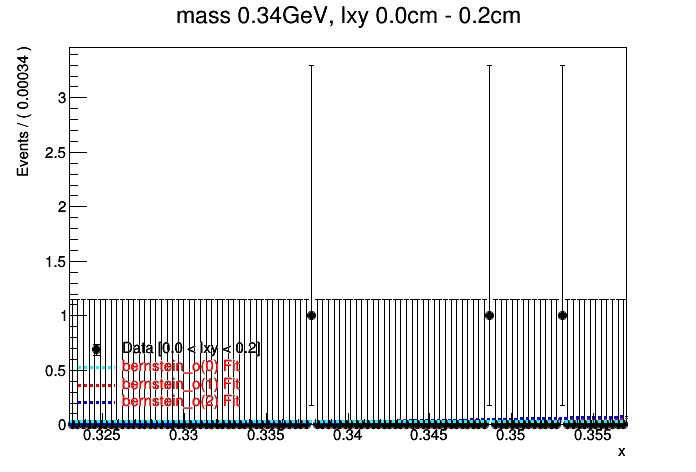 mass 0.34GeV, lxy 0.0cm - 0.2cm
Events / ( 0.00034 )
3
2.5
2
1.5
1
0.5
0
Data [0.0 < lxy < 0.2]
bernstein_o(0) Fit
bernstein_o(1) Fit
bernstein_o(2) Fit
0.325 0.33 0.335 0.34 0.345 0.35 0.355
x